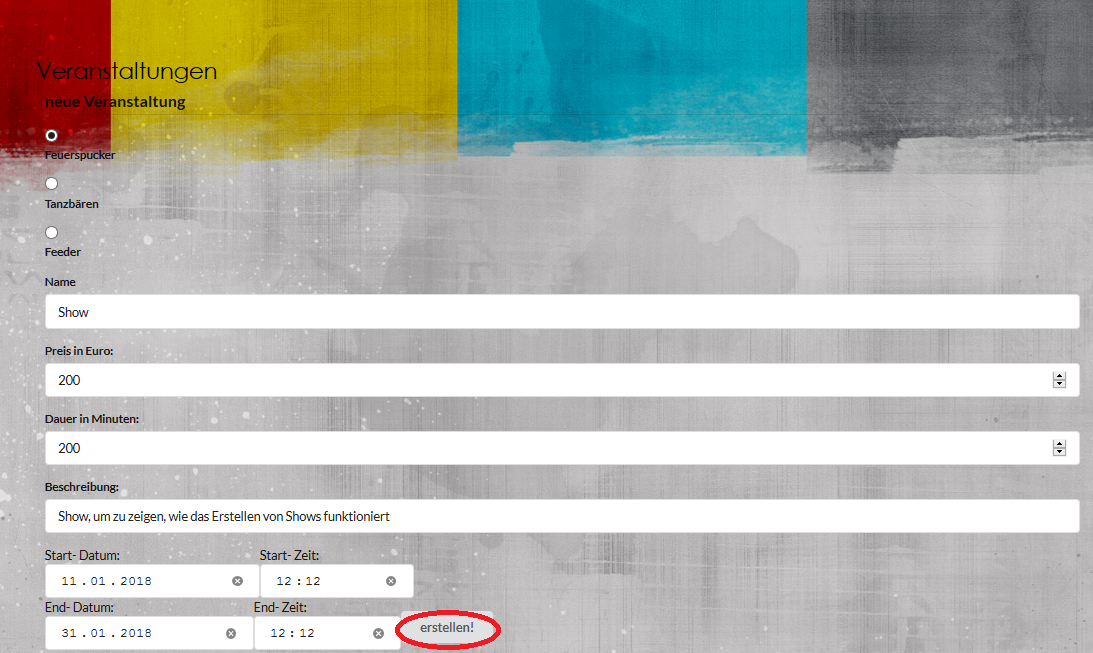 Veranstaltungen
neue Veranstaltung
Feuerspucker
Tanzbären
Feeder
Name
Show
Preis in Euro:
200
Dauer in Minuten:
200
Beschreibung:
Show, um zu zeigen, wie das Erstellen von Shows funktioniert
Start- Datum: Start- Zeit:
11.01.2018 12:12
End- Datum: End- Zeit:
31.01.2018 12:12 erstellen!